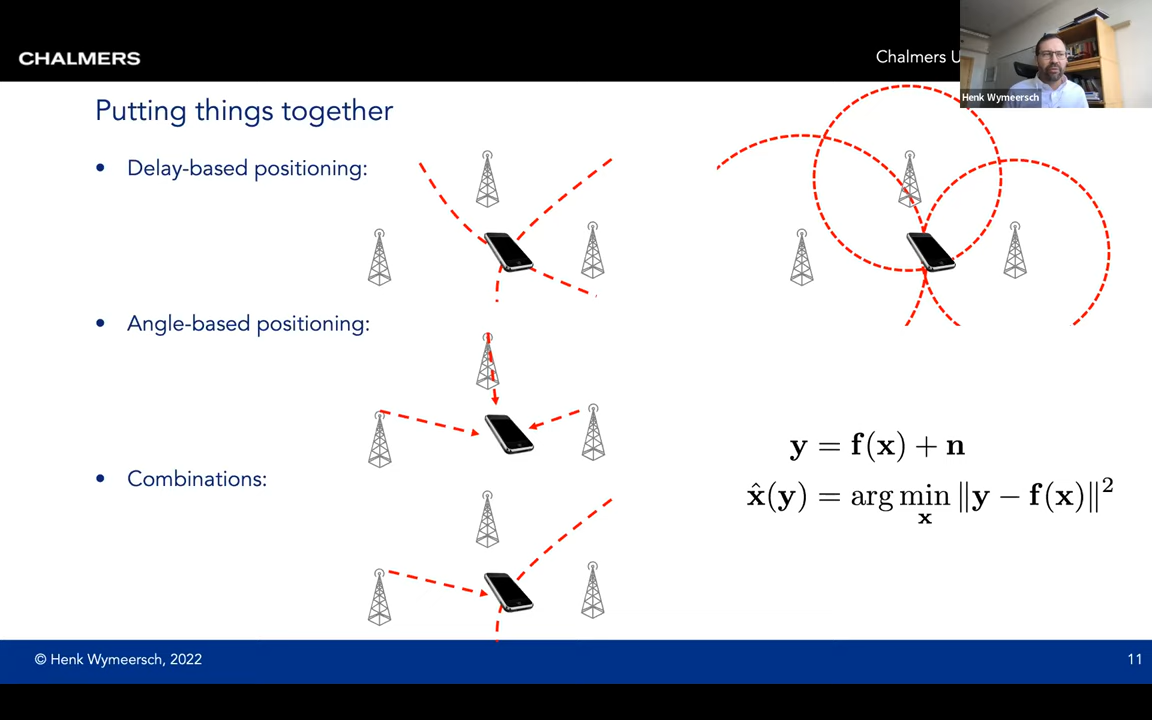 CHALMERS
Chalmers U
Henk Wymeersch
Putting things together
• Delay-based positioning:
• Angle-based positioning:
• Combinations:
y = f(x) + n
x̂(y) = arg min ‖y − f(x)‖²
x
© Henk Wymeersch, 2022
11